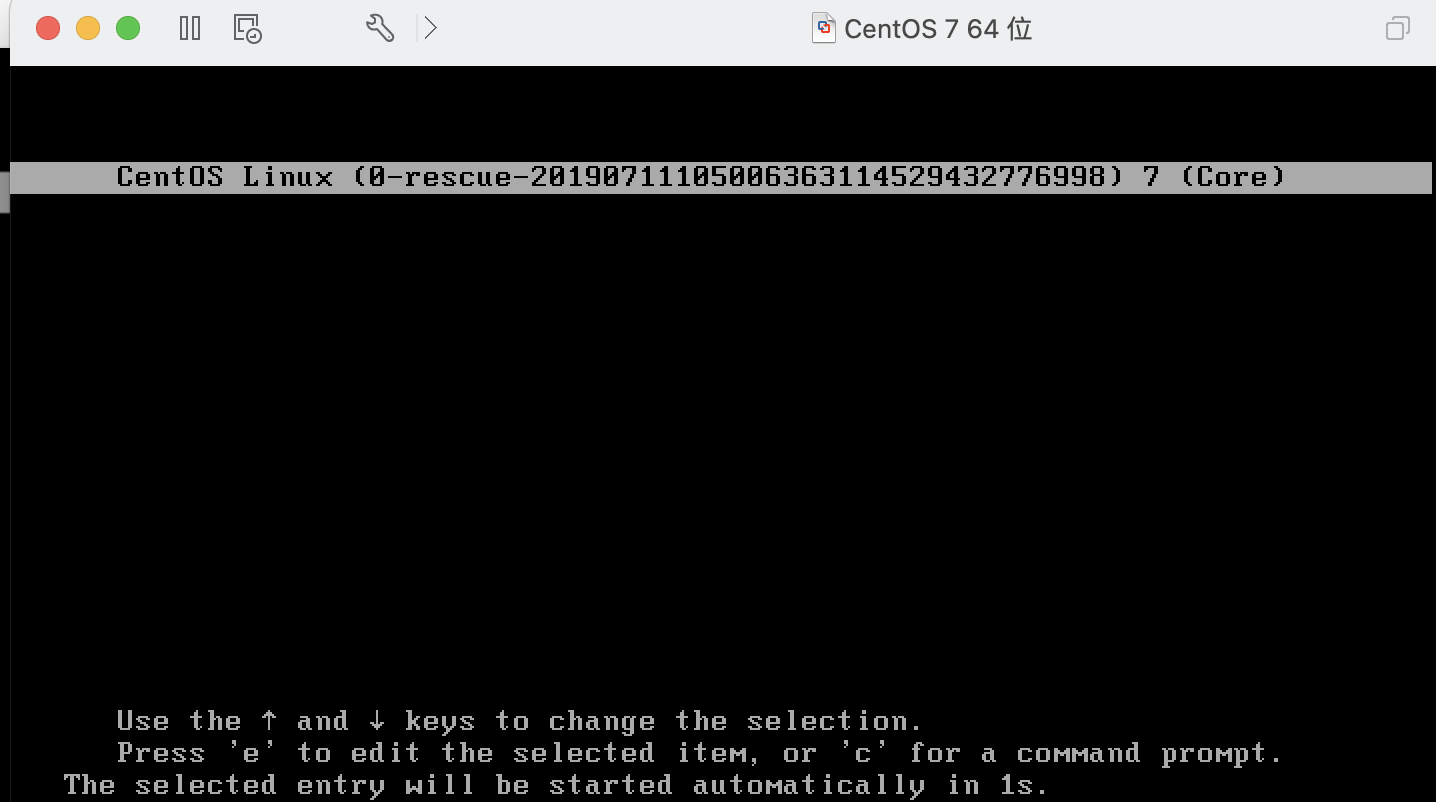 CentOS 7 64 位
CentOS Linux (0-rescue-20190711105006363114529432776998) 7 (Core)
Use the ↑ and ↓ keys to change the selection.
Press 'e' to edit the selected item, or 'c' for a command prompt.
The selected entry will be started automatically in 1s.